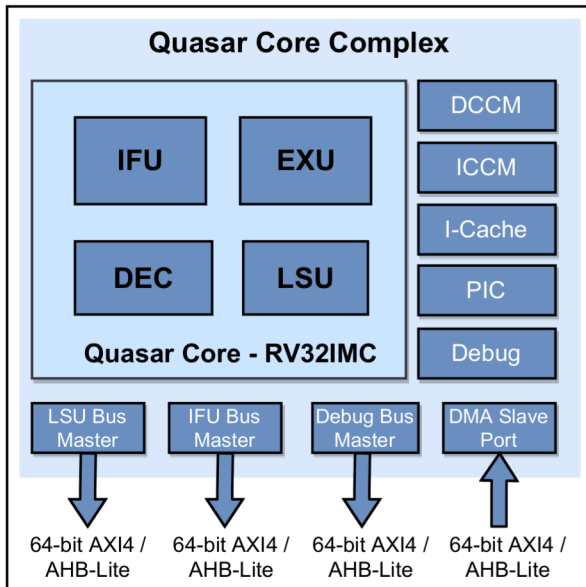 Quasar Core Complex
IFU
EXU
DEC
LSU
Quasar Core - RV32IMC
DCCM
ICCM
I-Cache
PIC
Debug
LSU Bus
Master
IFU Bus
Master
Debug Bus
Master
DMA Slave
Port
64-bit AXI4 /
AHB-Lite
64-bit AXI4 /
AHB-Lite
64-bit AXI4 /
AHB-Lite
64-bit AXI4 /
AHB-Lite